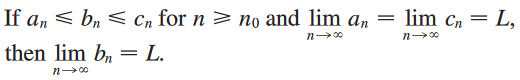 If aₙ ⩽ bₙ ⩽ cₙ for n ⩾ n₀ and lim_{n→∞} aₙ = lim_{n→∞} cₙ = L,
then lim_{n→∞} bₙ = L.